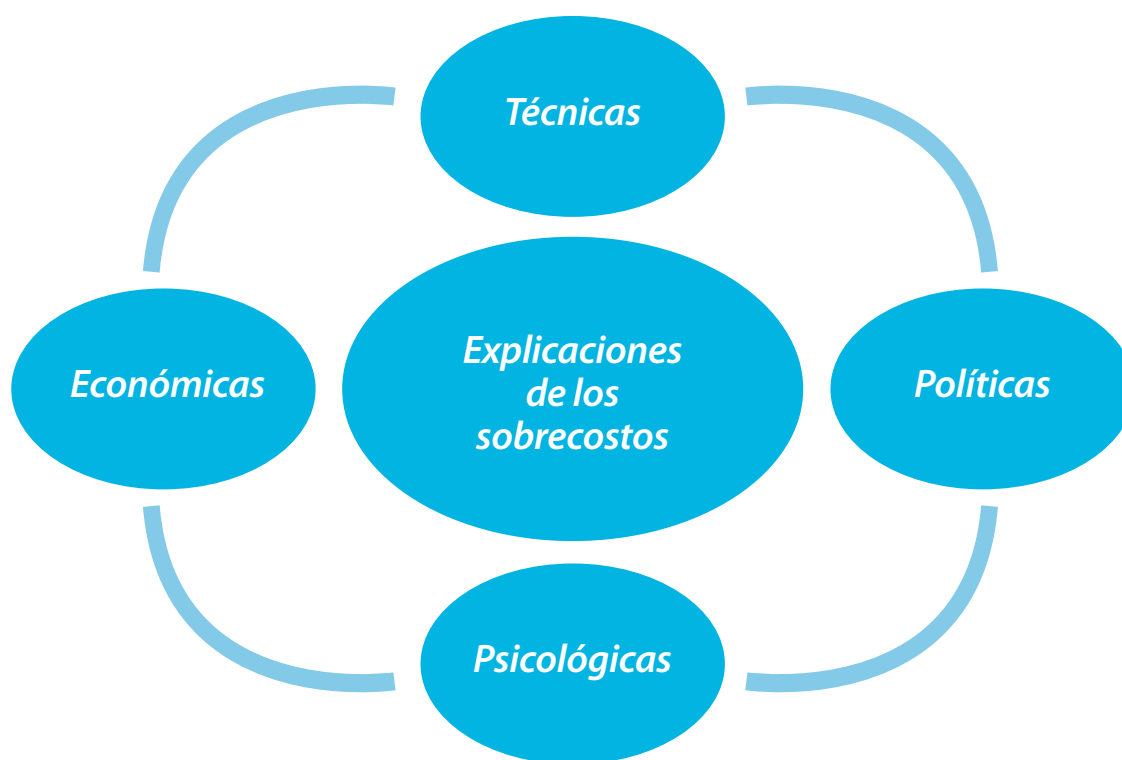 Técnicas
Económicas
Explicaciones
de los
sobrecostos
Políticas
Psicológicas